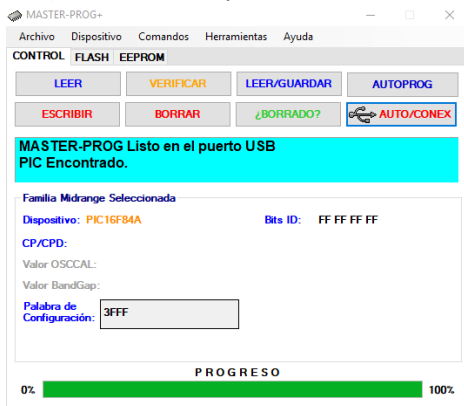 MASTER-PROG+
Archivo Dispositivo Comandos Herramientas Ayuda
CONTROL FLASH EEPROM
LEER VERIFICAR LEER/GUARDAR AUTOPROG
ESCRIBIR BORRAR ¿BORRADO? AUTO/CONEX
MASTER-PROG Listo en el puerto USB
PIC Encontrado.
Familia Midrange Seleccionada
Dispositivo: PIC16F84A Bits ID: FF FF FF FF
CP/CPD:
Valor OSCCAL:
Valor BandGap:
Palabra de
Configuración: 3FFF
PROGRESO
0% 100%